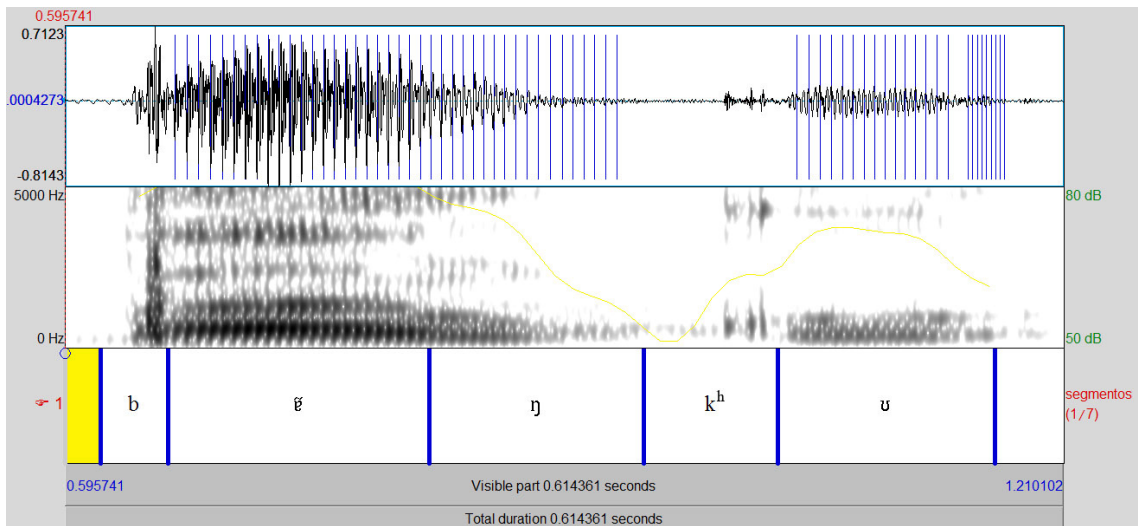 0.595741
0.7123
.0004273
-0.8143
5000 Hz 80 dB
0 Hz 50 dB
☞ 1 b ɐ̃ ŋ kʰ ʊ segmentos
(1/7)
0.595741 Visible part 0.614361 seconds 1.210102
Total duration 0.614361 seconds